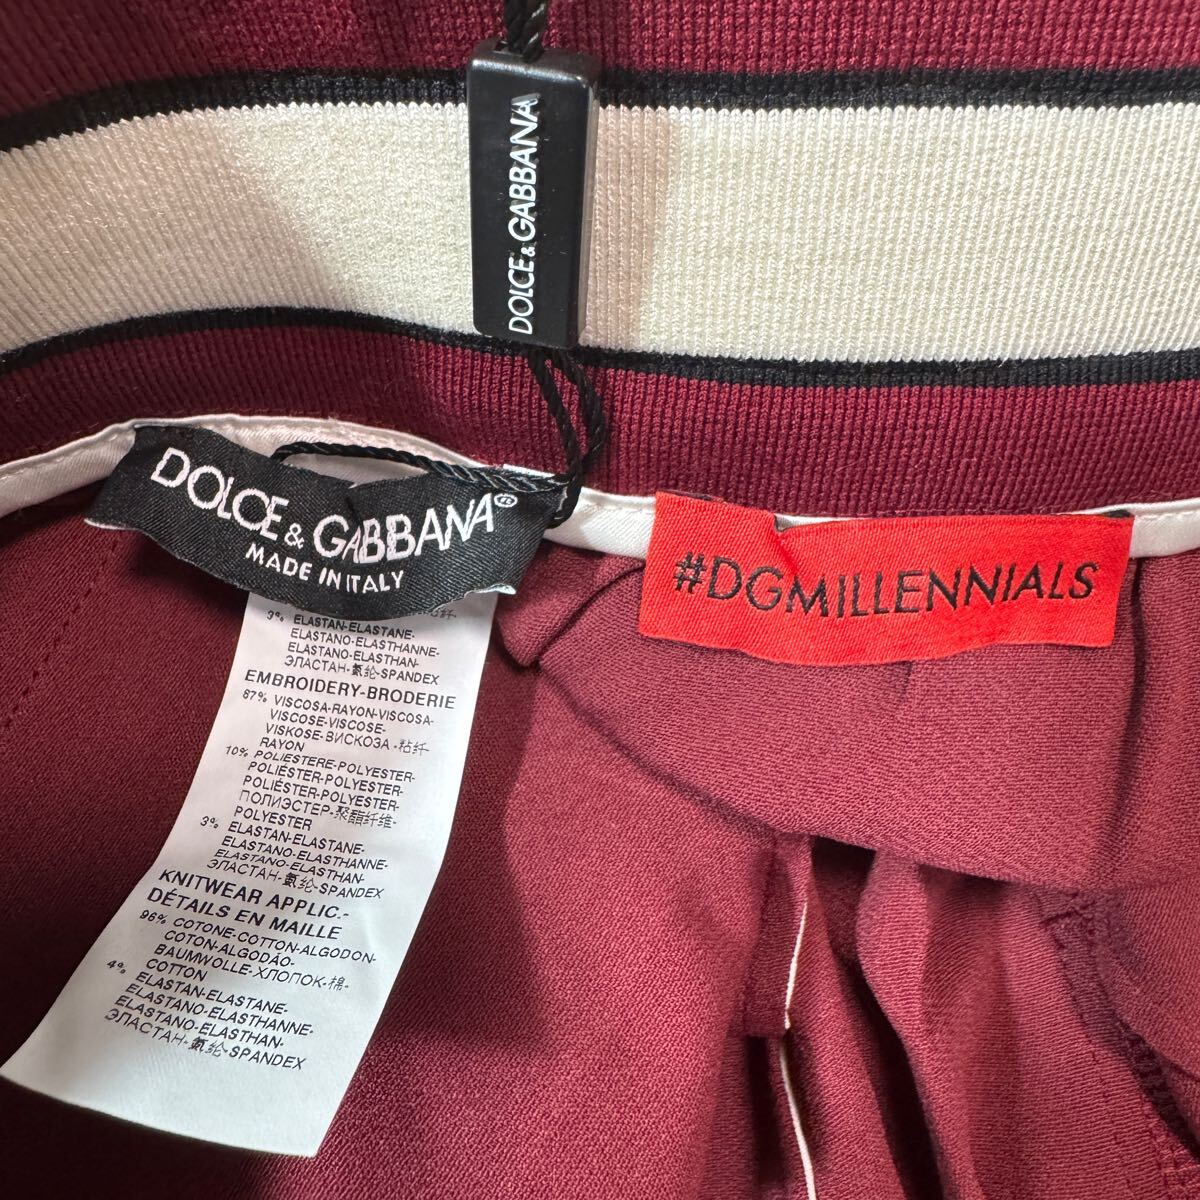 DOLCE & GABBANA
DOLCE & GABBANA®
MADE IN ITALY
#DGMILLENNIALS
3% ELASTAN-ELASTANE-
ELASTANO-ELASTHANNE-
ELASTANO-ELASTHAN-
ЭЛАСТАН-氨纶-SPANDEX
EMBROIDERY-BRODERIE
87% VISCOSA-RAYON-VISCOSA-
VISCOSE-VISCOSE-
VISKOSE-ВИСКОЗА-粘纤-
RAYON
10% POLIESTERE-POLYESTER-
POLIÉSTER-POLYESTER-
POLIÉSTER-POLYESTER-
ПОЛИЭСТЕР-聚酯纤维-
POLYESTER
3% ELASTAN-ELASTANE-
ELASTANO-ELASTHANNE-
ELASTANO-ELASTHAN-
ЭЛАСТАН-氨纶-SPANDEX
KNITWEAR APPLIC.-
DÉTAILS EN MAILLE
96% COTONE-COTTON-ALGODON-
COTON-ALGODÃO-
BAUMWOLLE-ХЛОПОК-棉-
COTTON
4% ELASTAN-ELASTANE-
ELASTANO-ELASTHANNE-
ELASTANO-ELASTHAN-
ЭЛАСТАН-氨纶-SPANDEX